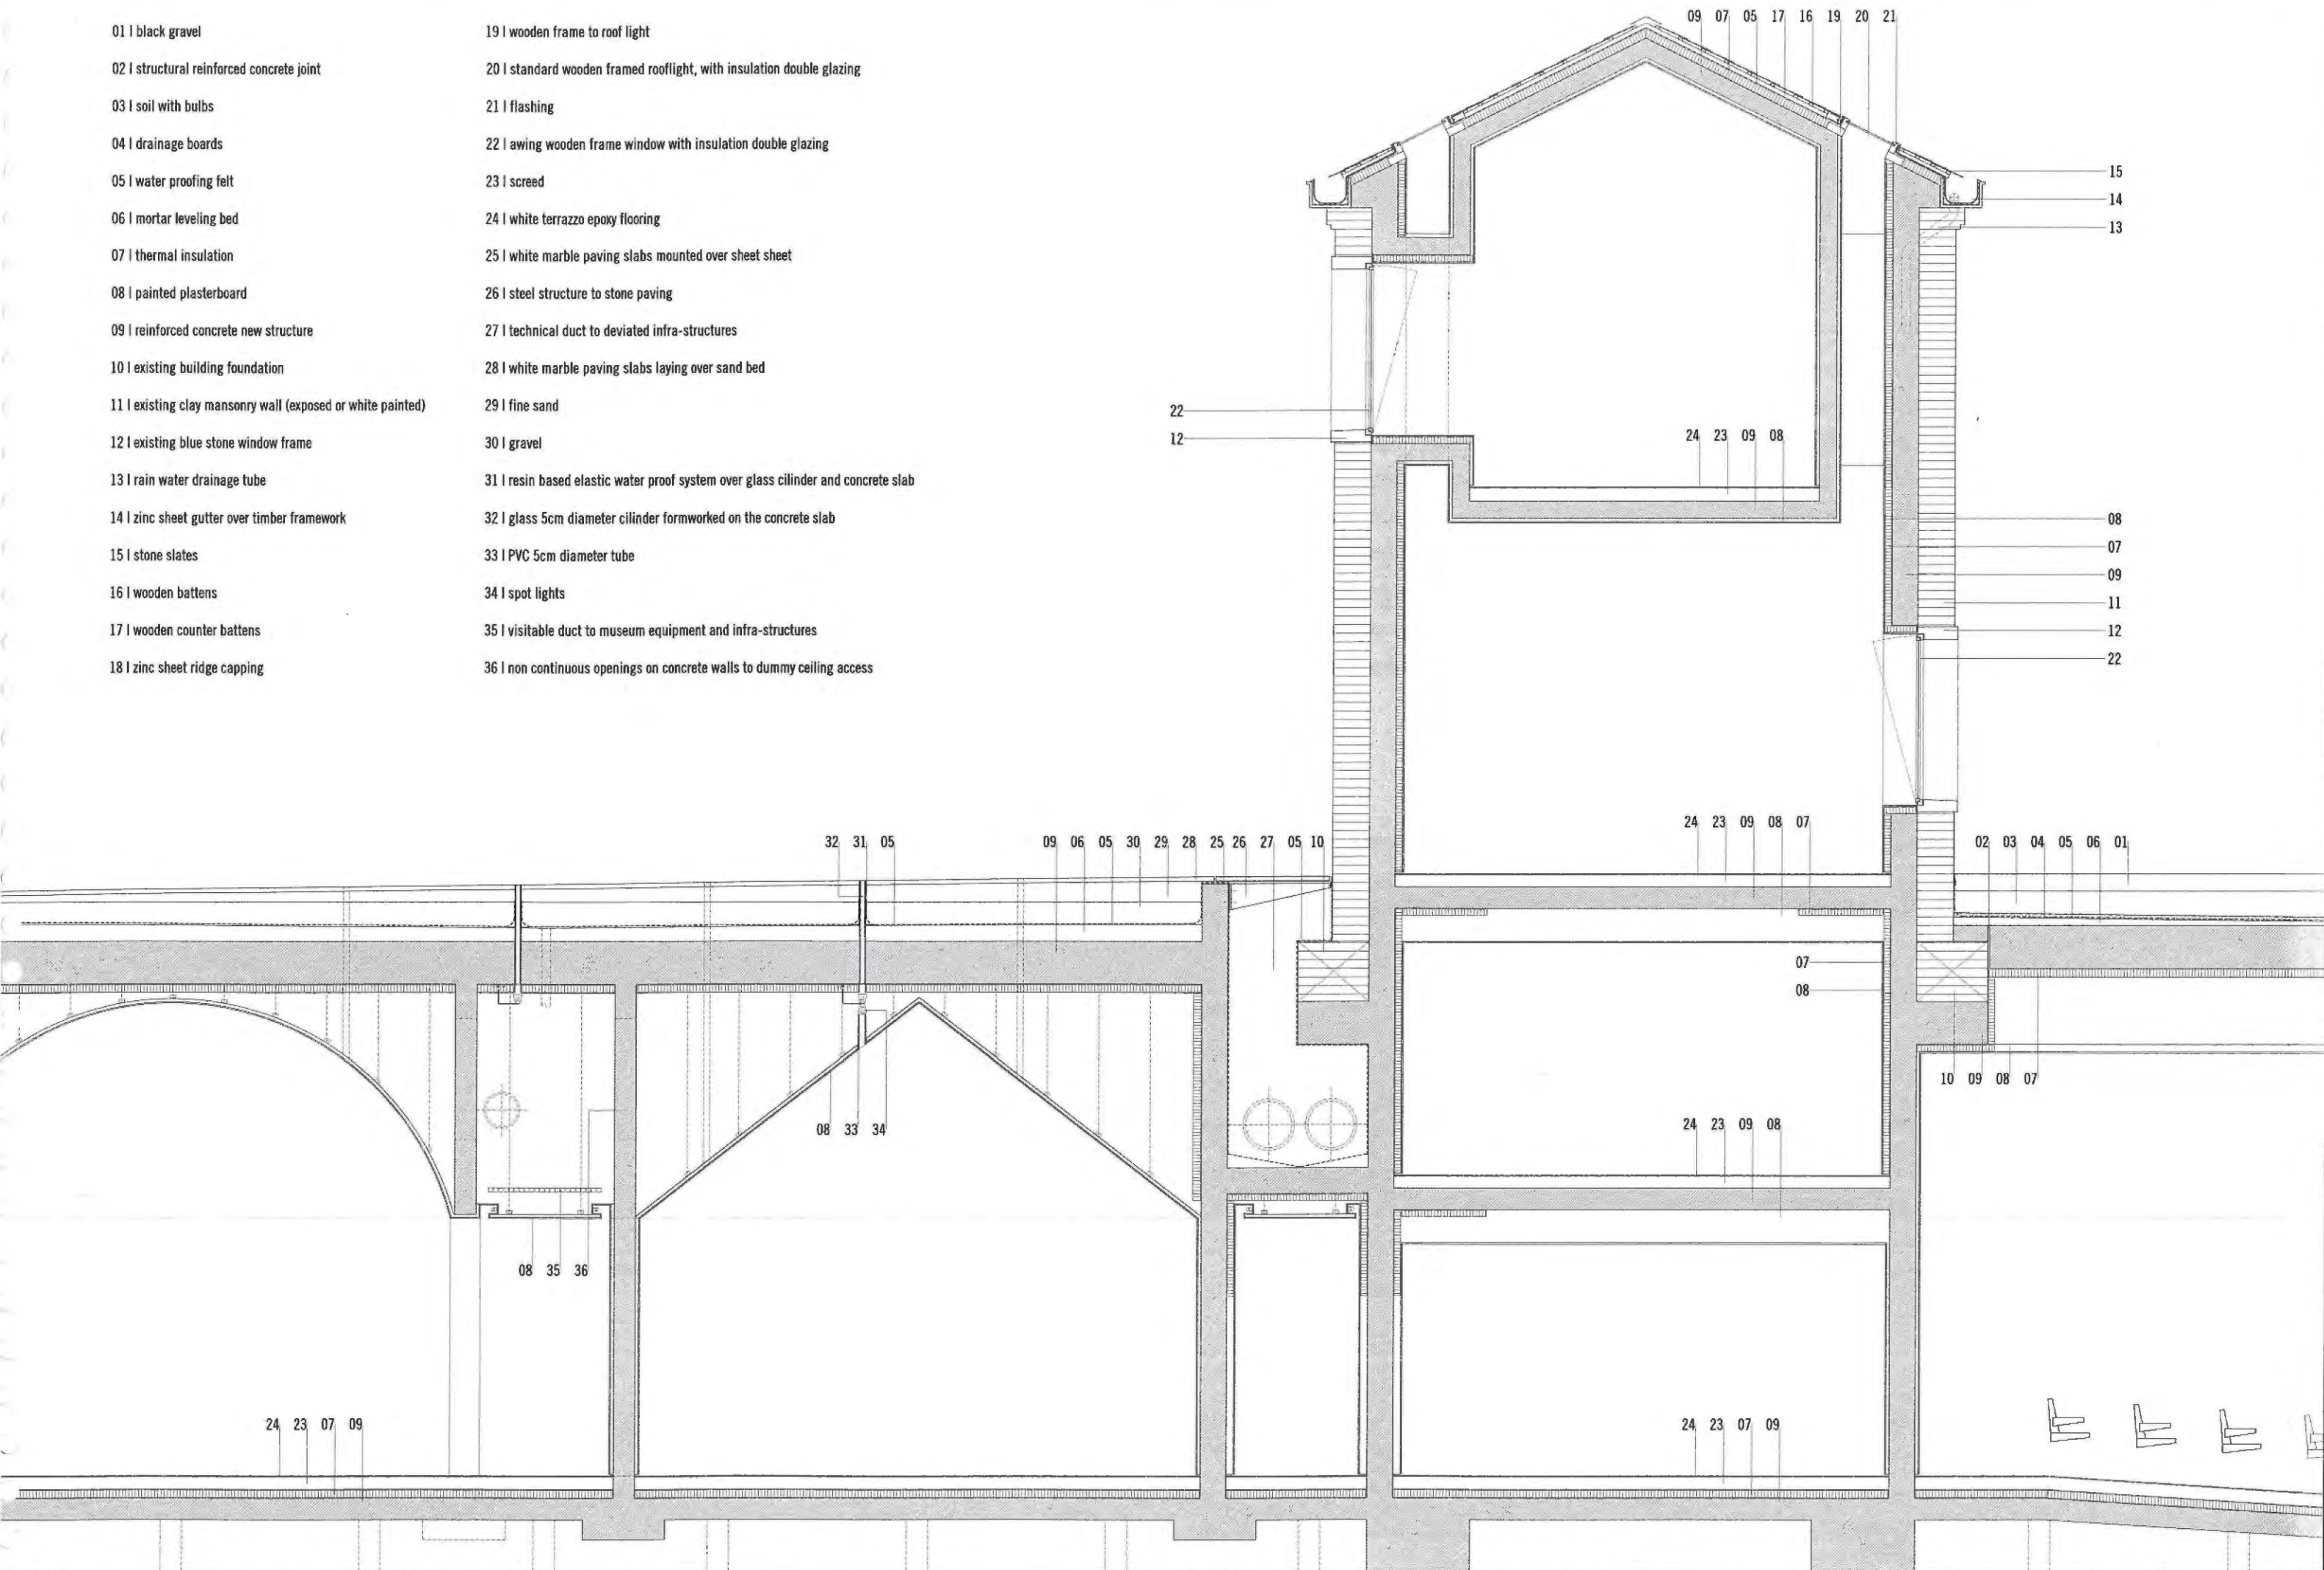 01 I black gravel
02 I structural reinforced concrete joint
03 I soil with bulbs
04 I drainage boards
05 I water proofing felt
06 I mortar leveling bed
07 I thermal insulation
08 I painted plasterboard
09 I reinforced concrete new structure
10 I existing building foundation
11 I existing clay mansonry wall (exposed or white painted)
12 I existing blue stone window frame
13 I rain water drainage tube
14 I zinc sheet gutter over timber framework
15 I stone slates
16 I wooden battens
17 I wooden counter battens
18 I zinc sheet ridge capping
19 I wooden frame to roof light
20 I standard wooden framed rooflight, with insulation double glazing
21 I flashing
22 I awing wooden frame window with insulation double glazing
23 I screed
24 I white terrazzo epoxy flooring
25 I white marble paving slabs mounted over sheet sheet
26 I steel structure to stone paving
27 I technical duct to deviated infra-structures
28 I white marble paving slabs laying over sand bed
29 I fine sand
30 I gravel
31 I resin based elastic water proof system over glass cilinder and concrete slab
32 I glass 5cm diameter cilinder formworked on the concrete slab
33 I PVC 5cm diameter tube
34 I spot lights
35 I visitable duct to museum equipment and infra-structures
36 I non continuous openings on concrete walls to dummy ceiling access
09 07 05 17 16 19 20 21
15
14
13
22
12
24 23 09 08
08
07
09
11
12
22
24 23 09 08 07
32 31 05
09 06 05 30 29 28 25 26 27 05 10
02 03 04 05 06 01
07
08
10 09 08 07
08 33 34
24 23 09 08
08 35 36
24 23 07 09
24 23 07 09